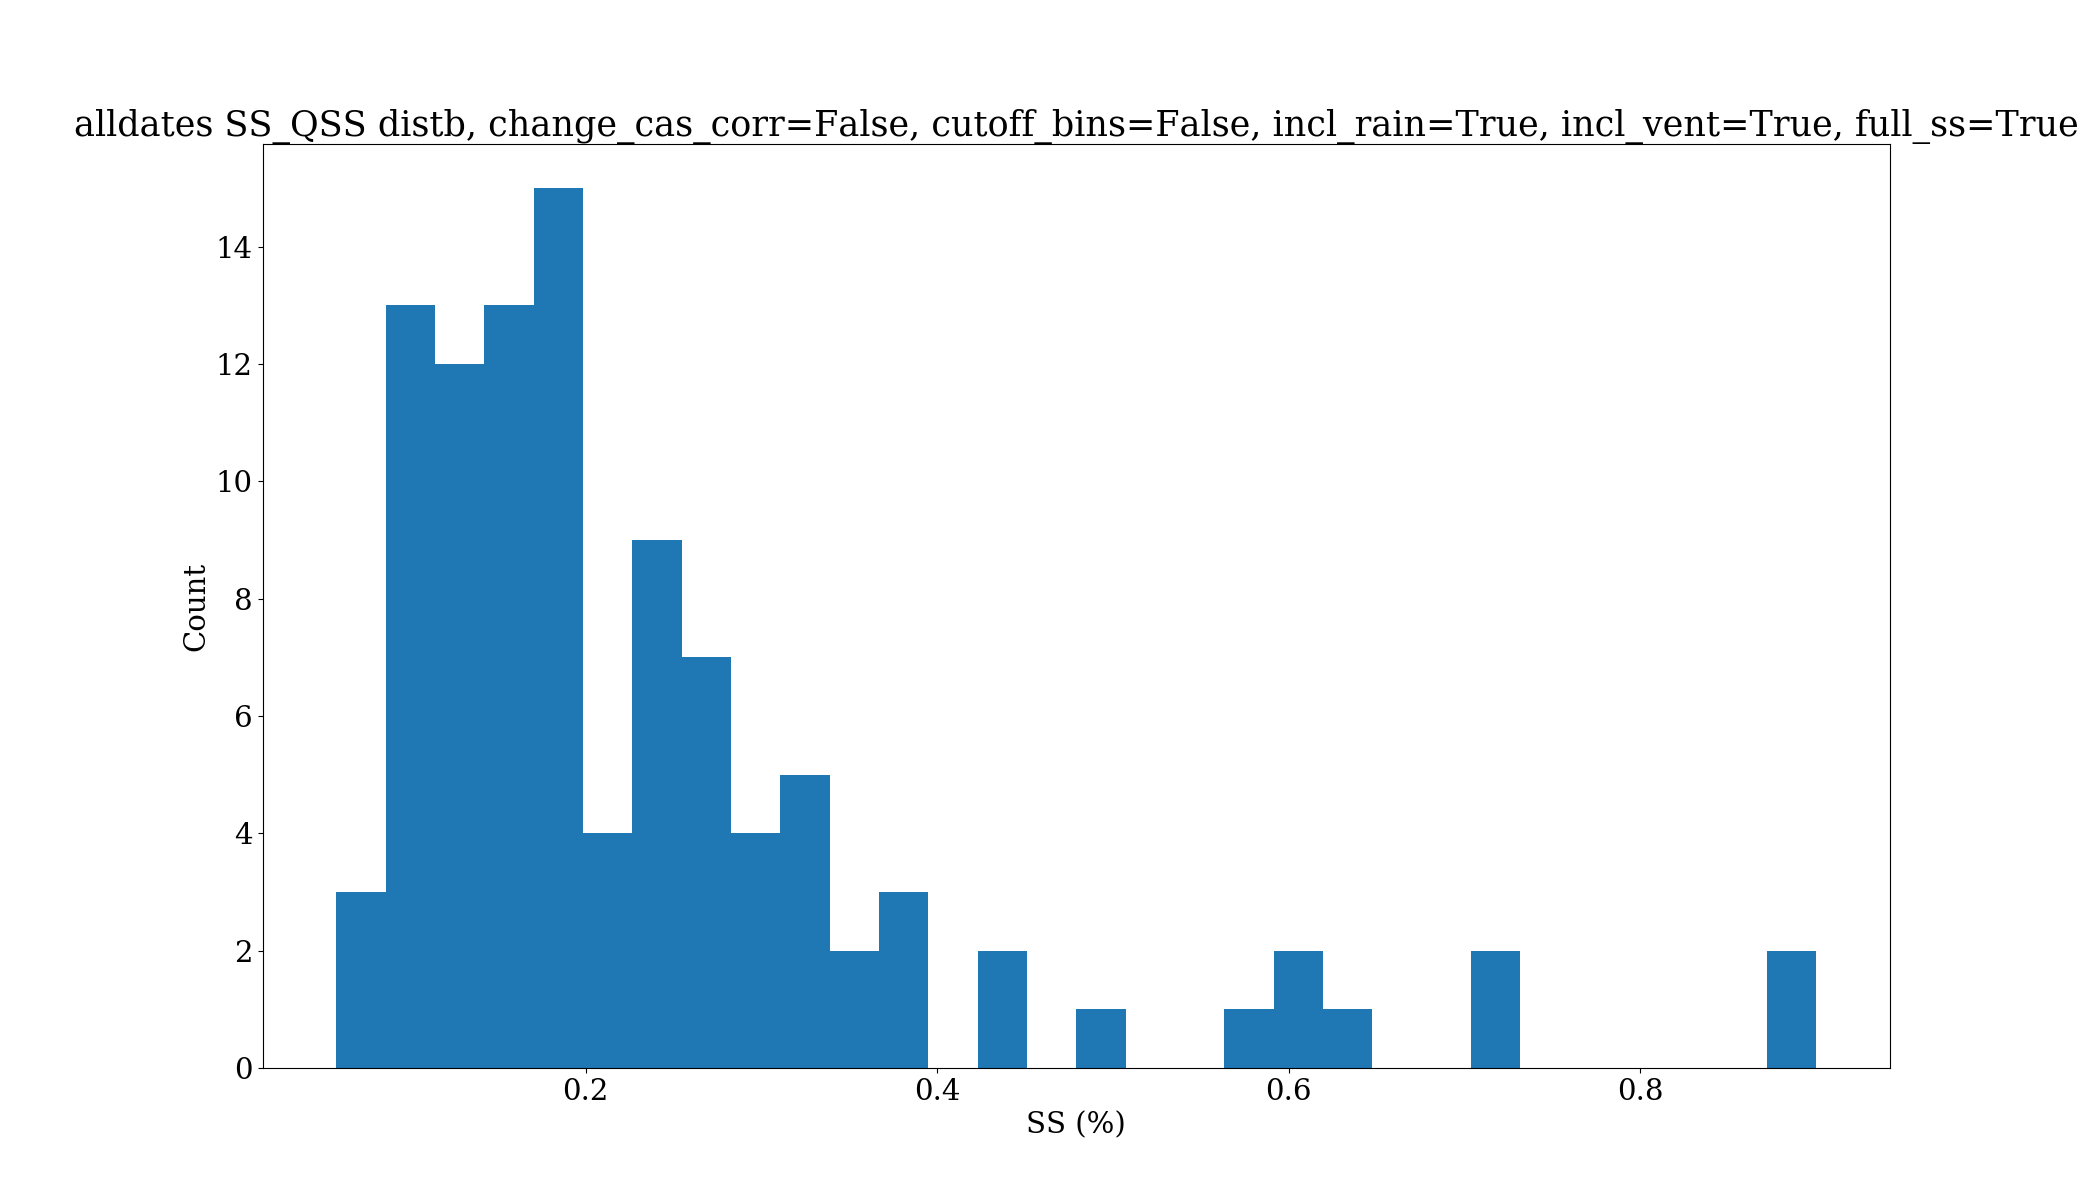 alldates SS_QSS distb, change_cas_corr=False, cutoff_bins=False, incl_rain=True, incl_vent=True, full_ss=True
14
12
10
8
6
4
2
0
Count
0.2 0.4 0.6 0.8
SS (%)